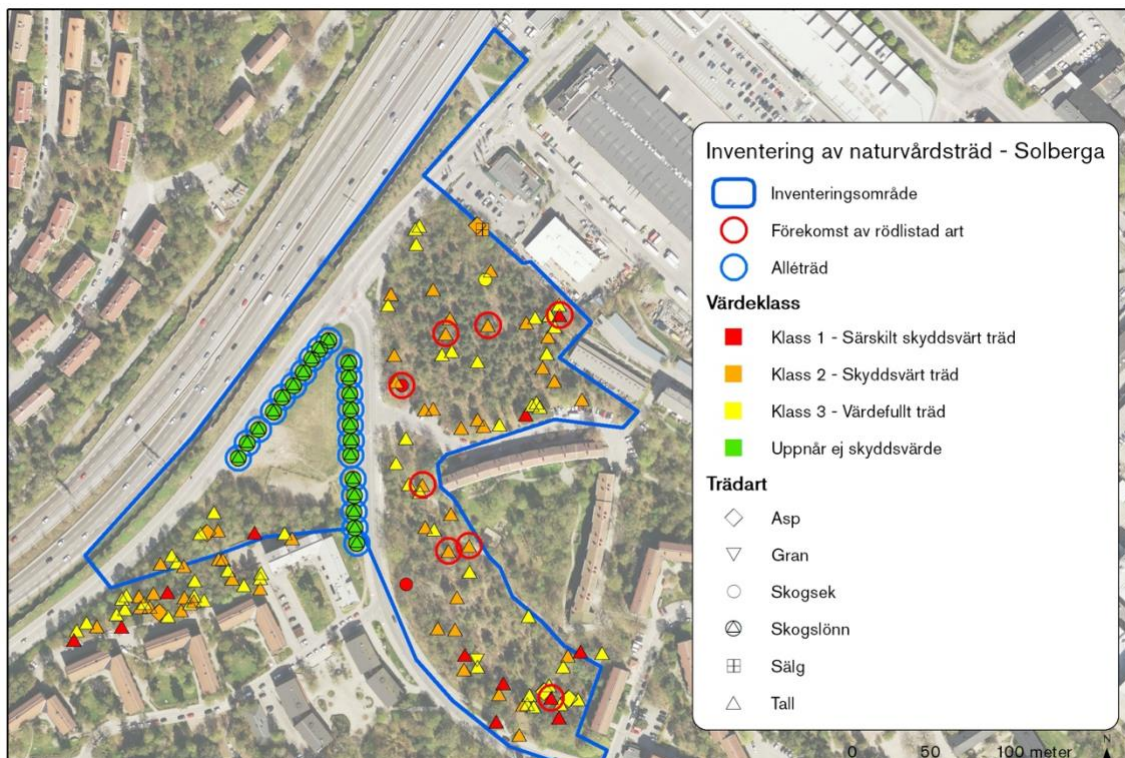 Inventering av naturvårdsträd - Solberga
Inventeringsområde
Förekomst av rödlistad art
Alléträd
Värdeklass
Klass 1 - Särskilt skyddsvärt träd
Klass 2 - Skyddsvärt träd
Klass 3 - Värdefullt träd
Uppnår ej skyddsvärde
Trädart
Asp
Gran
Skogsek
Skogslönn
Sälg
Tall
0 50 100 meter
N